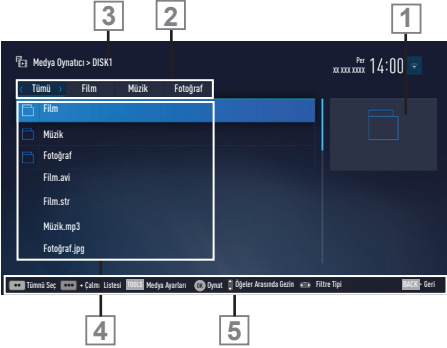 3
2
1
Medya Oynatıcı > DISK1
Per
xx xxx xxxx
14:00
Tümü
Film
Müzik
Fotoğraf
Film
Müzik
Fotoğraf
Film.avi
Film.str
Müzik.mp3
Fotoğraf.jpg
Tümnü Seç
+ Çalma Listesi
TOOLS Medya Ayarları
OK Oynat
Öğeler Arasında Gezin
Filtre Tipi
BACK - Geri
4
5